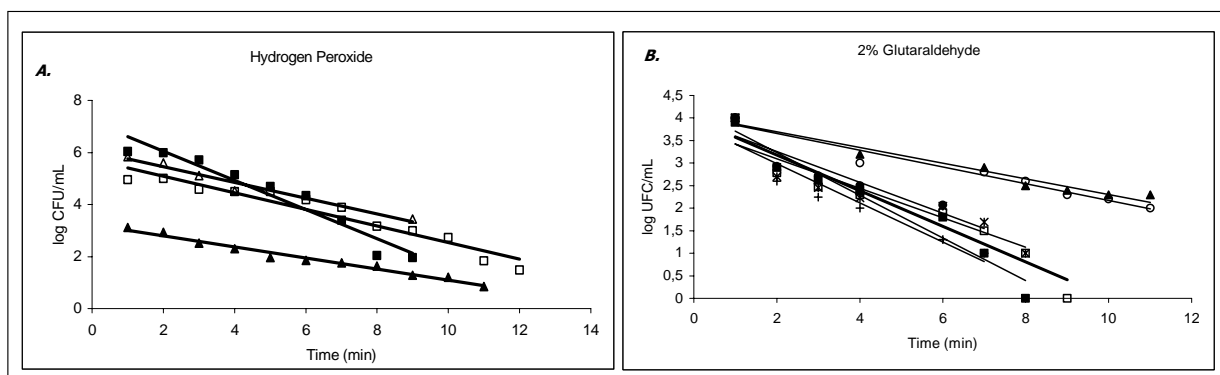 A.
Hydrogen Peroxide
log CFU/mL
8
6
4
2
0
0 2 4 6 8 10 12 14
Time (min)
B.
2% Glutaraldehyde
log UFC/mL
4,5
4
3,5
3
2,5
2
1,5
1
0,5
0
0 2 4 6 8 10 12
Time (min)